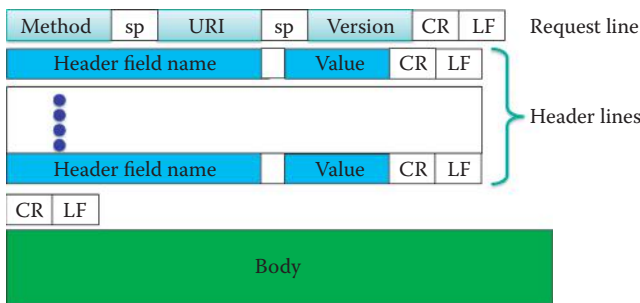 Method sp URI sp Version CR LF Request line
Header field name Value CR LF
Header lines
Header field name Value CR LF
CR LF
Body